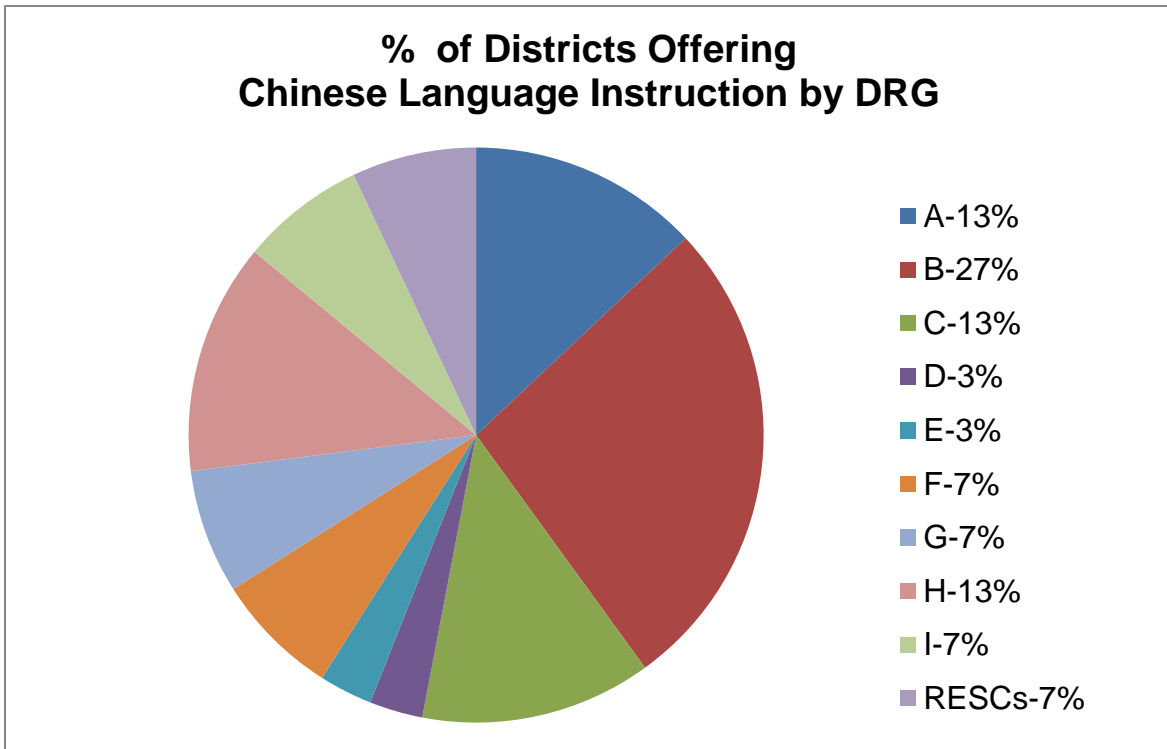 % of Districts Offering
Chinese Language Instruction by DRG
A-13%
B-27%
C-13%
D-3%
E-3%
F-7%
G-7%
H-13%
I-7%
RESCs-7%